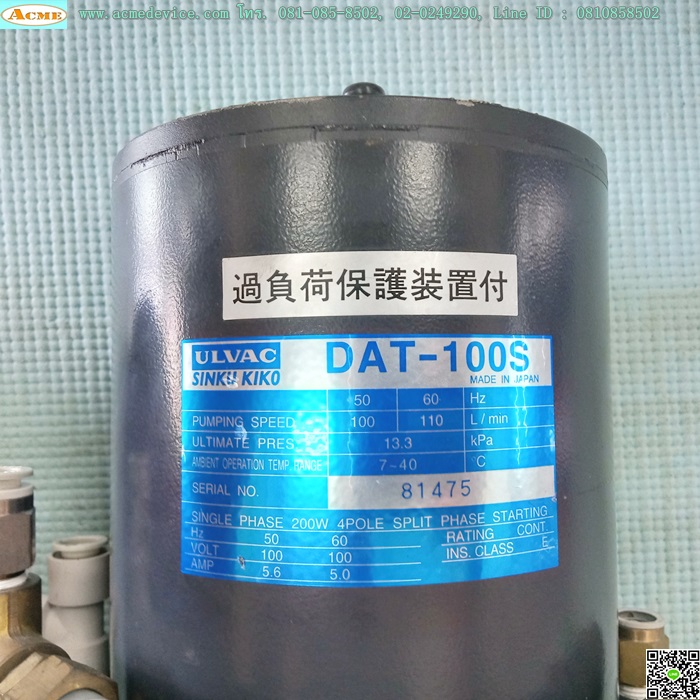 ACME
www.acmedevice.com โทร. 081-085-8502, 02-0249290, Line ID : 0810858502
過負荷保護装置付
ULVAC
SINKU KIKO
DAT-100S
MADE IN JAPAN
50 60 Hz
PUMPING SPEED 100 110 L / min
ULTIMATE PRES. 13.3 kPa
AMBIENT OPERATION TEMP. RANGE 7-40 °C
SERIAL NO. 81475
SINGLE PHASE 200W 4POLE SPLIT PHASE STARTING
Hz 50 60 RATING CONT.
VOLT 100 100 INS. CLASS E
AMP 5.6 5.0